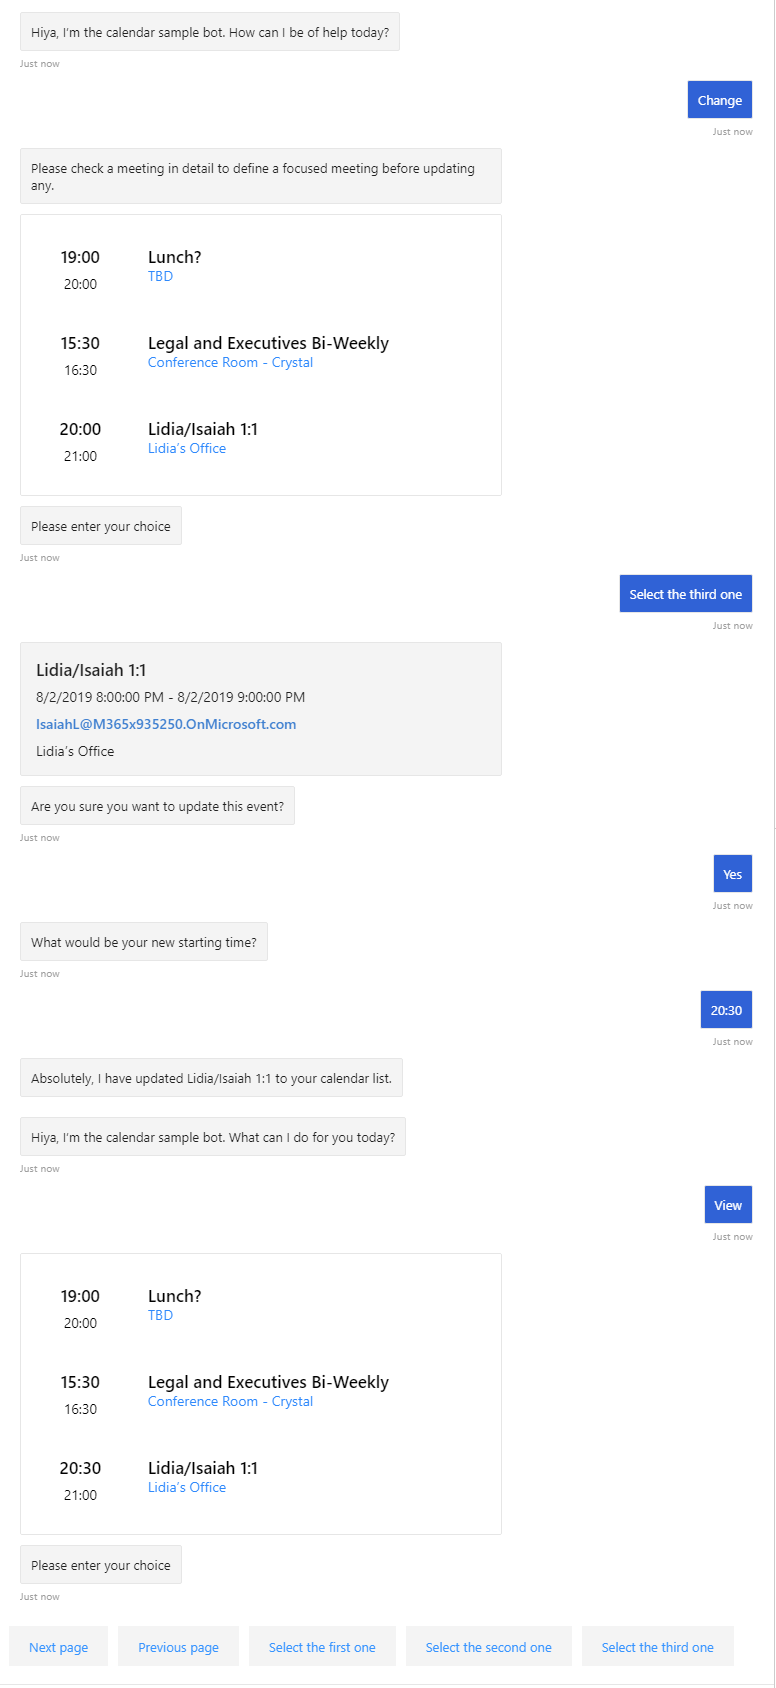 Hiya, I'm the calendar sample bot. How can I be of help today?
Just now
Change
Just now
Please check a meeting in detail to define a focused meeting before updating
any.
19:00
Lunch?
TBD
20:00
15:30
Legal and Executives Bi-Weekly
Conference Room - Crystal
16:30
20:00
Lidia/Isaiah 1:1
Lidia's Office
21:00
Please enter your choice
Just now
Select the third one
Just now
Lidia/Isaiah 1:1
8/2/2019 8:00:00 PM - 8/2/2019 9:00:00 PM
IsaiahL@M365x935250.OnMicrosoft.com
Lidia's Office
Are you sure you want to update this event?
Just now
Yes
Just now
What would be your new starting time?
Just now
20:30
Just now
Absolutely, I have updated Lidia/Isaiah 1:1 to your calendar list.
Hiya, I'm the calendar sample bot. What can I do for you today?
Just now
View
Just now
19:00
Lunch?
TBD
20:00
15:30
Legal and Executives Bi-Weekly
Conference Room - Crystal
16:30
20:30
Lidia/Isaiah 1:1
Lidia's Office
21:00
Please enter your choice
Just now
Next page
Previous page
Select the first one
Select the second one
Select the third one